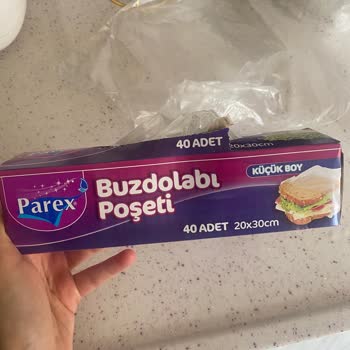 40 ADET 20x30cm
Parex
Buzdolabı
Poşeti
KÜÇÜK BOY
40 ADET 20x30cm